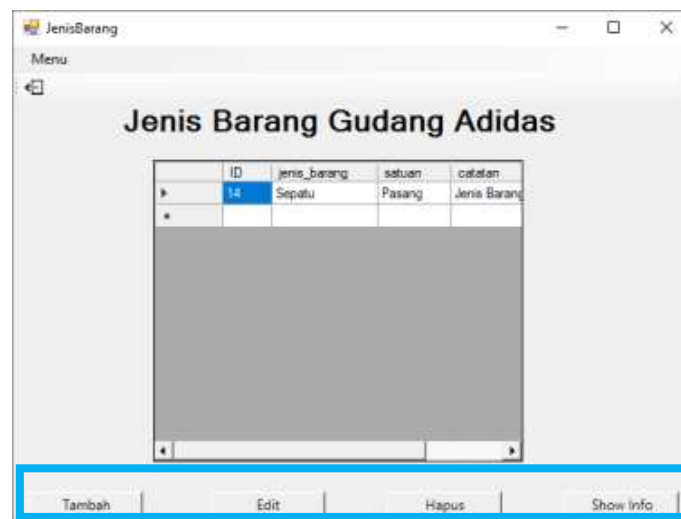 JenisBarang
Menu
Jenis Barang Gudang Adidas
ID jenis_barang satuan catatan
14 Sepatu Pasang Jenis Barang
Tambah Edit Hapus Show Info